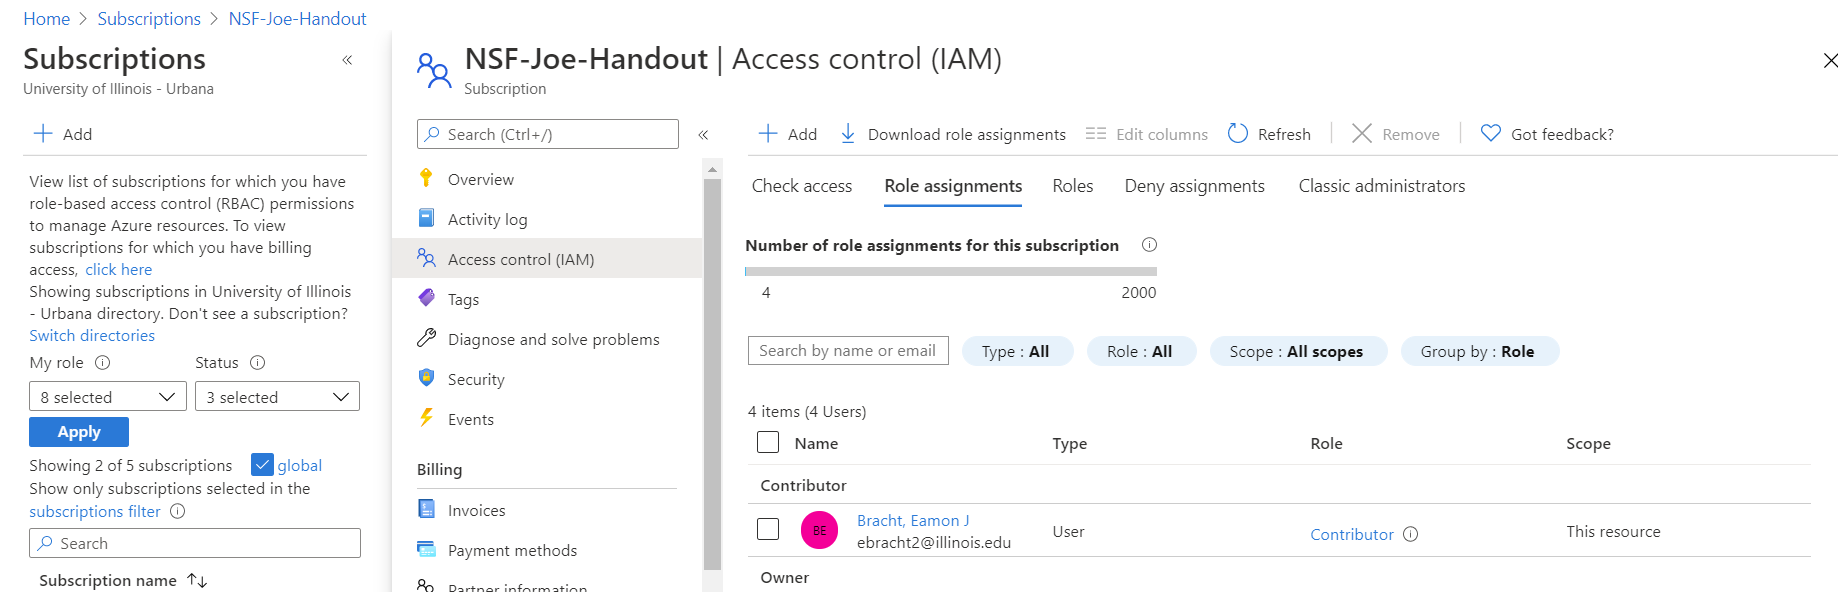 Home > Subscriptions > NSF-Joe-Handout
Subscriptions «
University of Illinois - Urbana
+ Add
View list of subscriptions for which you have
role-based access control (RBAC) permissions
to manage Azure resources. To view
subscriptions for which you have billing
access, click here
Showing subscriptions in University of Illinois
- Urbana directory. Don't see a subscription?
Switch directories
My role Status
8 selected 3 selected
Apply
Showing 2 of 5 subscriptions global
Show only subscriptions selected in the
subscriptions filter
Search
Subscription name ↑↓
NSF-Joe-Handout | Access control (IAM)
Subscription
Search (Ctrl+/) «
Overview
Activity log
Access control (IAM)
Tags
Diagnose and solve problems
Security
Events
Billing
Invoices
Payment methods
Partner information
+ Add Download role assignments Edit columns Refresh Remove Got feedback?
Check access Role assignments Roles Deny assignments Classic administrators
Number of role assignments for this subscription
4 2000
Search by name or email Type : All Role : All Scope : All scopes Group by : Role
4 items (4 Users)
Name Type Role Scope
Contributor
BE Bracht, Eamon J
ebracht2@illinois.edu User Contributor This resource
Owner